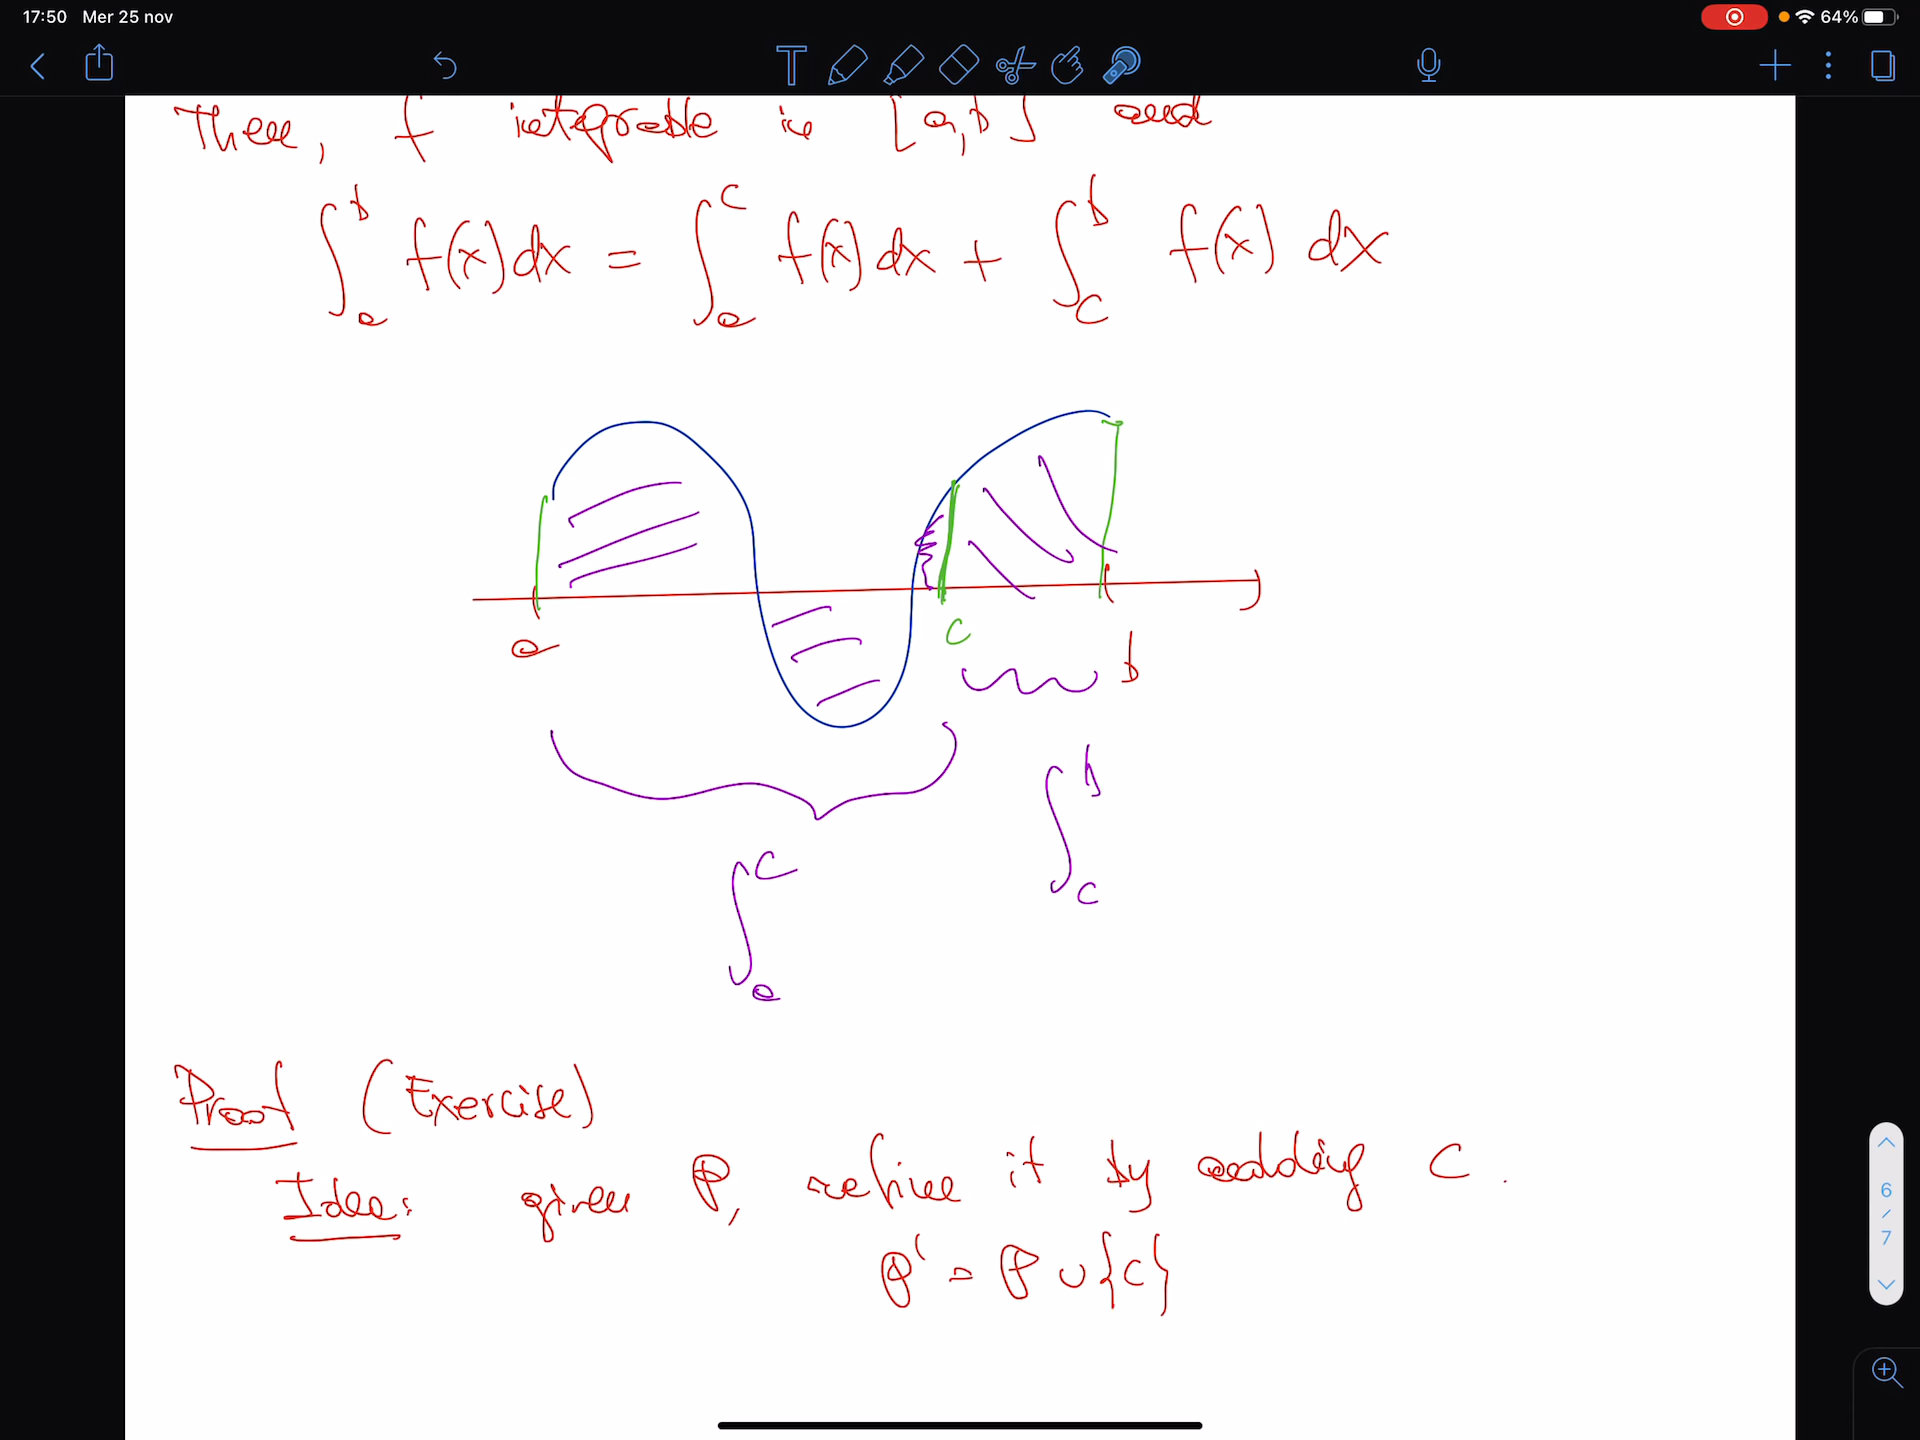 17:50 Mer 25 nov 64%
Then, f integrable in [a,b] and
∫_a^b f(x)dx = ∫_a^c f(x)dx + ∫_c^b f(x) dx
a c b
∫_a^c ∫_c^b
Proof (Exercise)
Idea: given P, refine it by adding c.
P' = P ∪ {c}
6
/
7